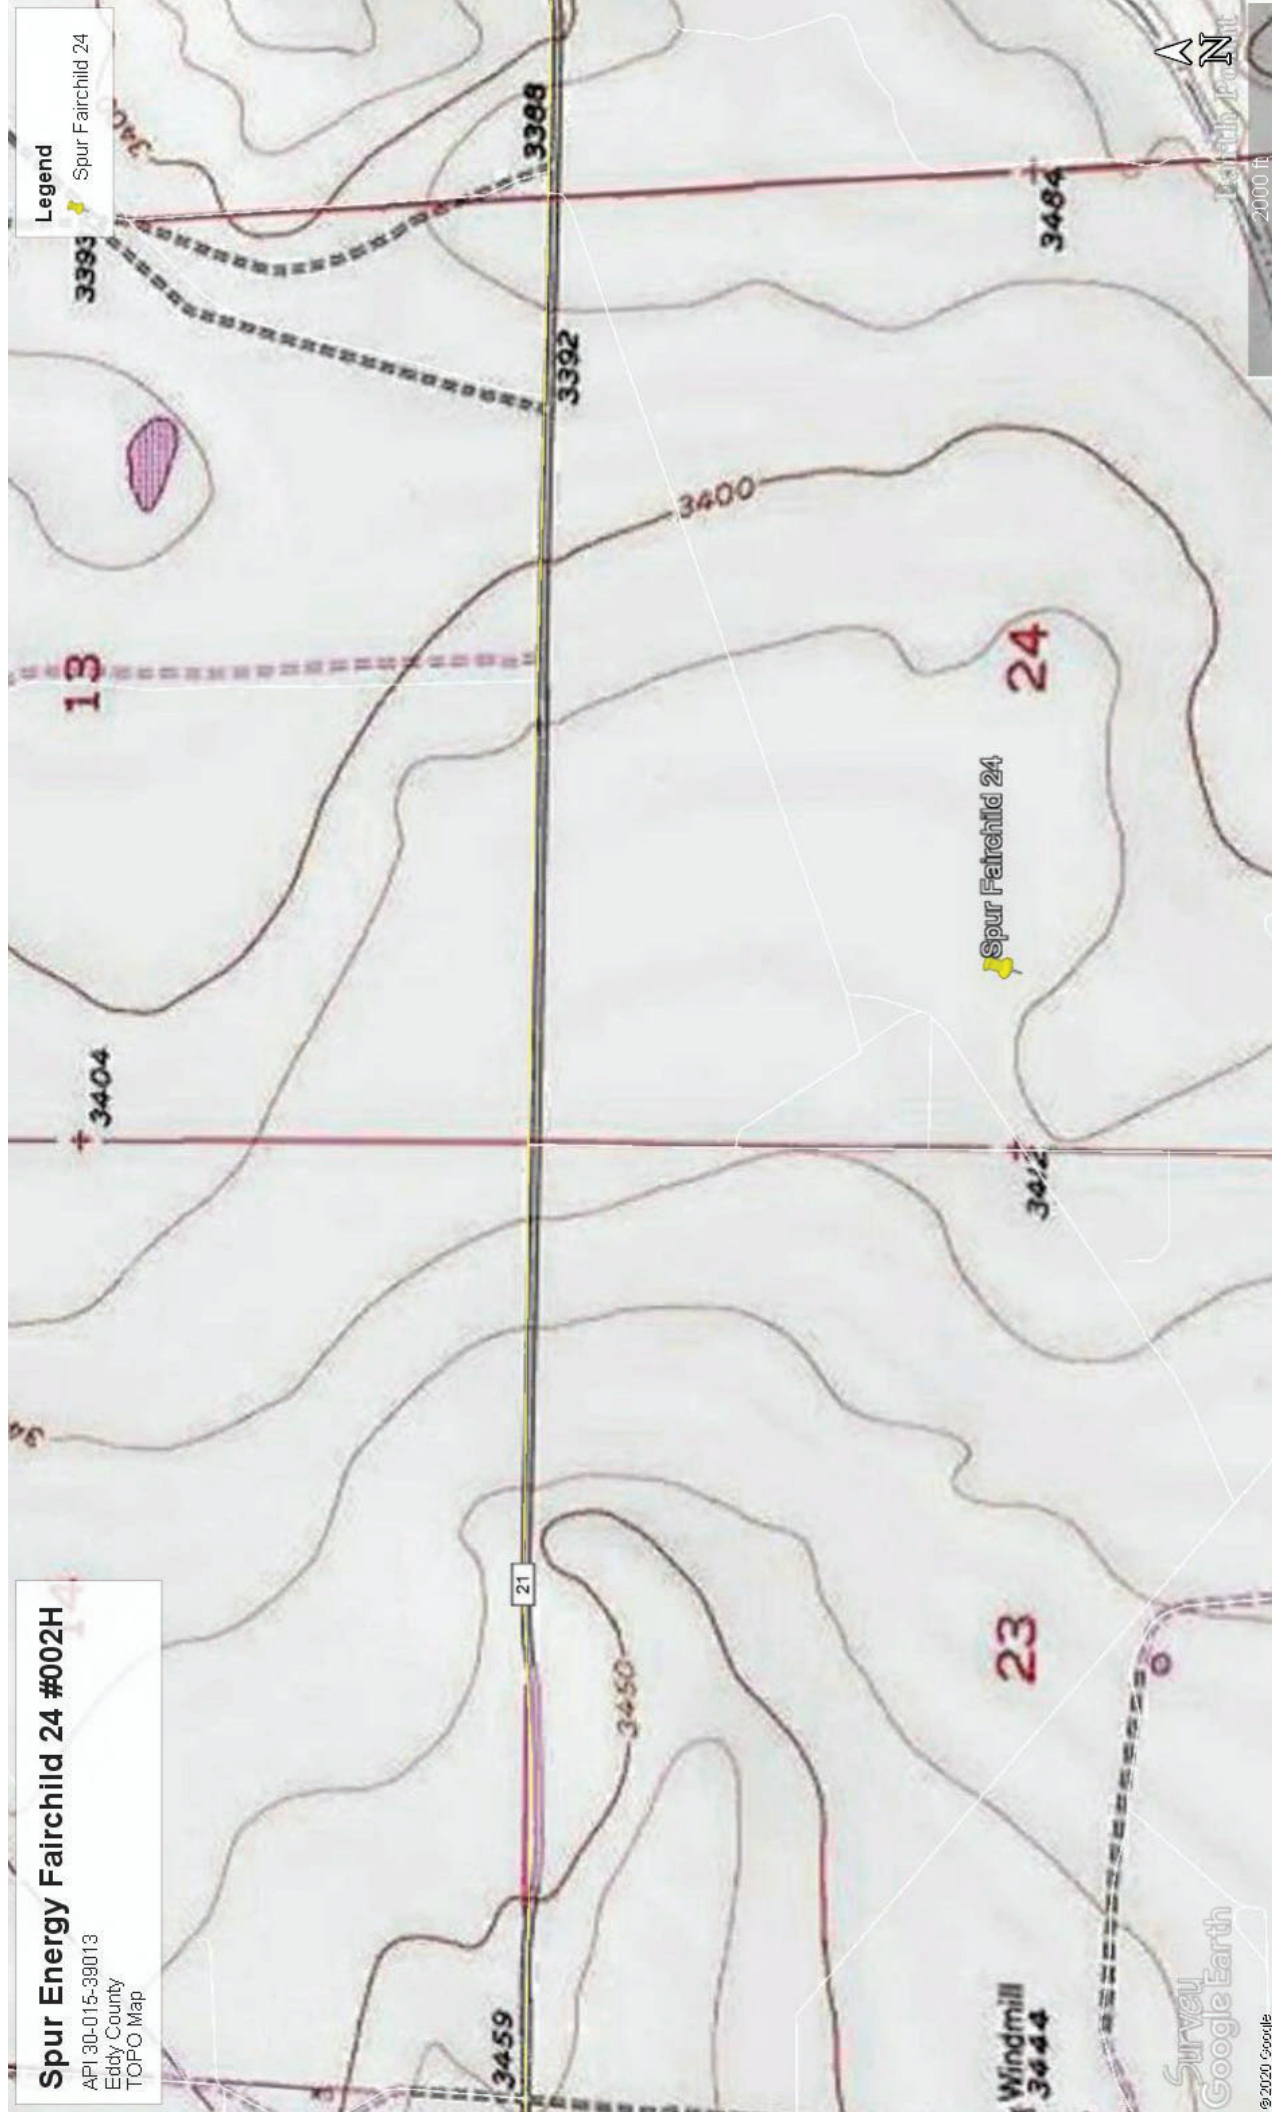 Spur Energy Fairchild 24 #002H
API 30-015-39013
Eddy County
TOPO Map
Legend
Spur Fairchild 24
14
3404
13
3393
3400
3459
21
3392
3388
3450
3400
Windmill
3444
23
3412
Spur Fairchild 24
24
3484
Survey
Google Earth
©2020 Google
N
2000 ft